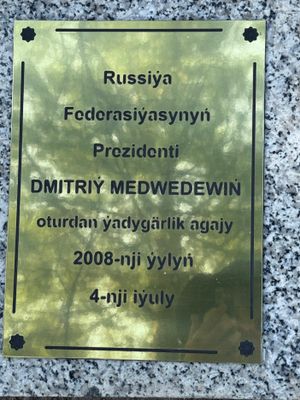 Russiýa
Federasiýasynyň
Prezidenti
DMITRIÝ MEDWEDEWIŇ
oturdan ýadygärlik agajy
2008-nji ýylyň
4-nji iýuly